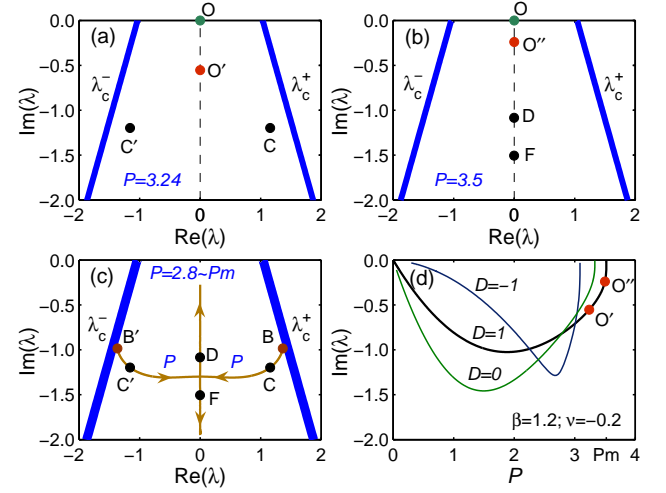 (a)
O
O′
λc−
λc+
C′
C
P=3.24
Im(λ)
0.0
−0.5
−1.0
−1.5
−2.0
−2
−1
0
1
2
Re(λ)
(b)
O
O′′
λc−
λc+
D
F
P=3.5
Im(λ)
0.0
−0.5
−1.0
−1.5
−2.0
−2
−1
0
1
2
Re(λ)
(c)
P=2.8~Pm
λc−
λc+
B′
B
P
P
D
C′
C
F
Im(λ)
0.0
−0.5
−1.0
−1.5
−2.0
−2
−1
0
1
2
Re(λ)
(d)
D=−1
O′′
O′
D=1
D=0
β=1.2; ν=−0.2
Im(λ)
0.0
−0.5
−1.0
−1.5
−2.0
0
1
2
3
Pm
4
P